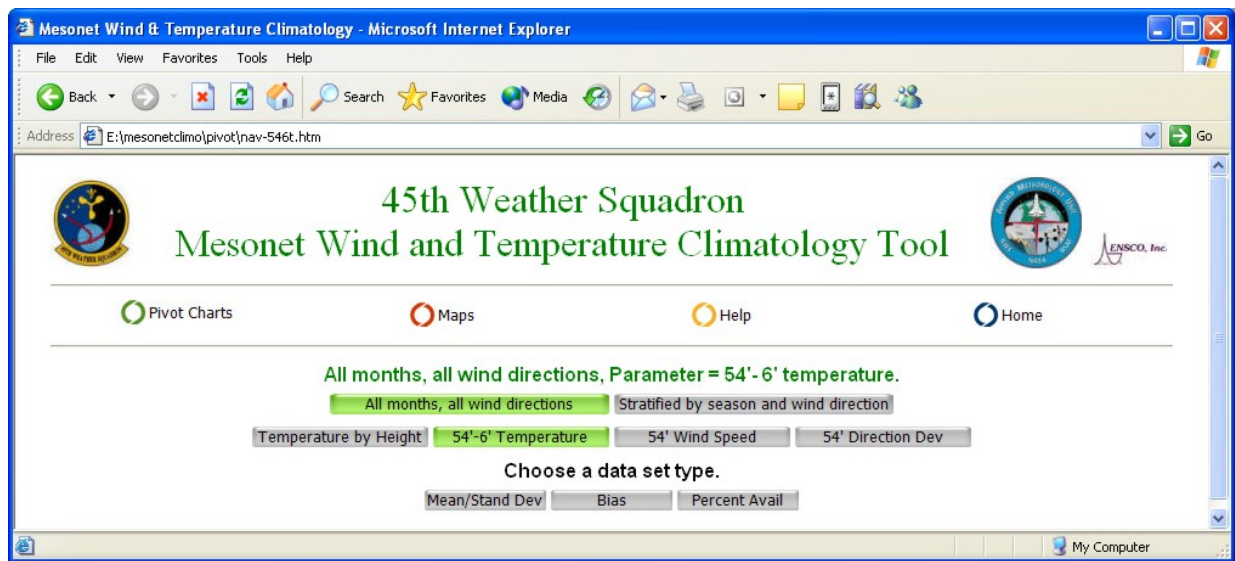 Mesonet Wind & Temperature Climatology - Microsoft Internet Explorer
File Edit View Favorites Tools Help
Back Search Favorites Media
Address E:\mesonetclimo\pivot\nav-546t.htm Go
45th Weather Squadron
Mesonet Wind and Temperature Climatology Tool
ENSCO, Inc.
Pivot Charts Maps Help Home
All months, all wind directions, Parameter = 54'- 6' temperature.
All months, all wind directions Stratified by season and wind direction
Temperature by Height 54'-6' Temperature 54' Wind Speed 54' Direction Dev
Choose a data set type.
Mean/Stand Dev Bias Percent Avail
My Computer